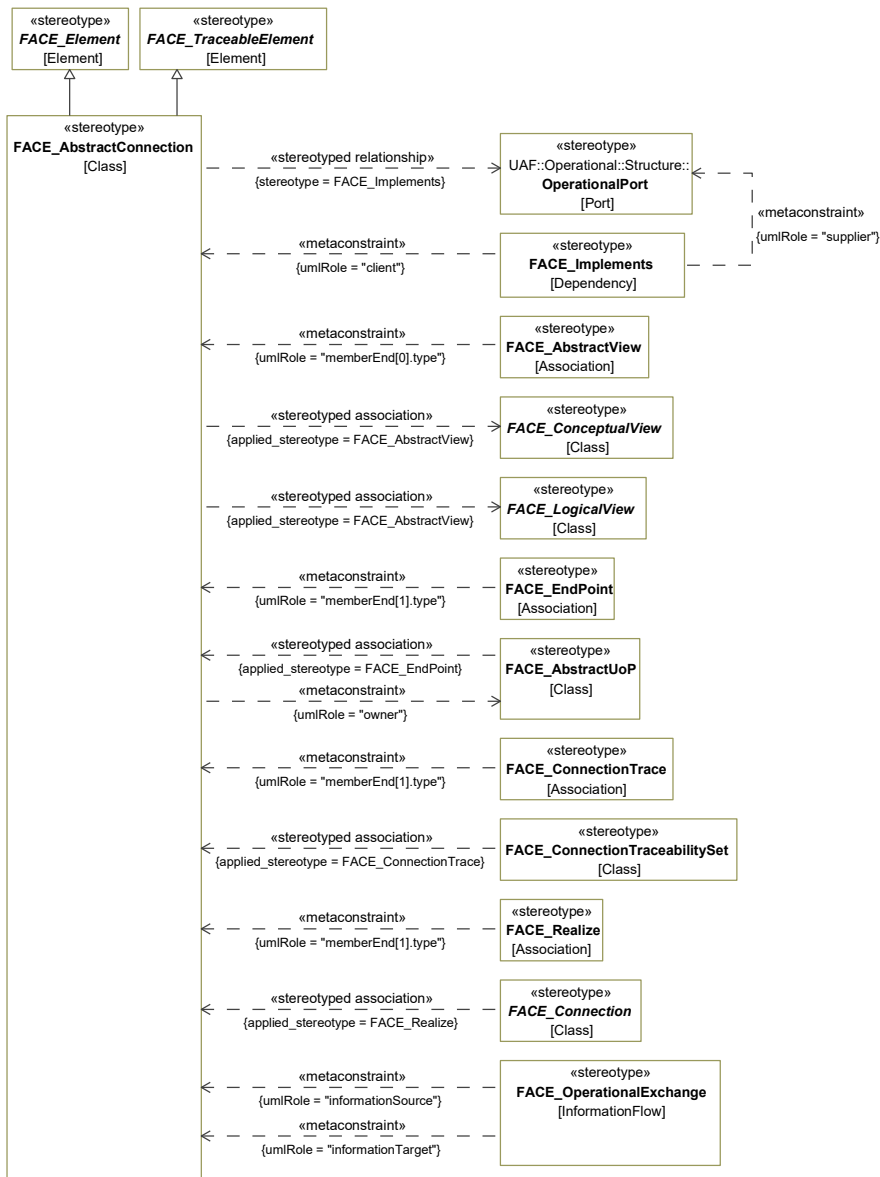 «stereotype»
FACE_Element
[Element]
«stereotype»
FACE_TraceableElement
[Element]
«stereotype»
FACE_AbstractConnection
[Class]
«stereotyped relationship»
{stereotype = FACE_Implements}
«stereotype»
UAF::Operational::Structure::
OperationalPort
[Port]
«metaconstraint»
{umlRole = "supplier"}
«metaconstraint»
{umlRole = "client"}
«stereotype»
FACE_Implements
[Dependency]
«metaconstraint»
{umlRole = "memberEnd[0].type"}
«stereotype»
FACE_AbstractView
[Association]
«stereotyped association»
{applied_stereotype = FACE_AbstractView}
«stereotype»
FACE_ConceptualView
[Class]
«stereotyped association»
{applied_stereotype = FACE_AbstractView}
«stereotype»
FACE_LogicalView
[Class]
«metaconstraint»
{umlRole = "memberEnd[1].type"}
«stereotype»
FACE_EndPoint
[Association]
«stereotyped association»
{applied_stereotype = FACE_EndPoint}
«metaconstraint»
{umlRole = "owner"}
«stereotype»
FACE_AbstractUoP
[Class]
«metaconstraint»
{umlRole = "memberEnd[1].type"}
«stereotype»
FACE_ConnectionTrace
[Association]
«stereotyped association»
{applied_stereotype = FACE_ConnectionTrace}
«stereotype»
FACE_ConnectionTraceabilitySet
[Class]
«metaconstraint»
{umlRole = "memberEnd[1].type"}
«stereotype»
FACE_Realize
[Association]
«stereotyped association»
{applied_stereotype = FACE_Realize}
«stereotype»
FACE_Connection
[Class]
«metaconstraint»
{umlRole = "informationSource"}
«metaconstraint»
{umlRole = "informationTarget"}
«stereotype»
FACE_OperationalExchange
[InformationFlow]